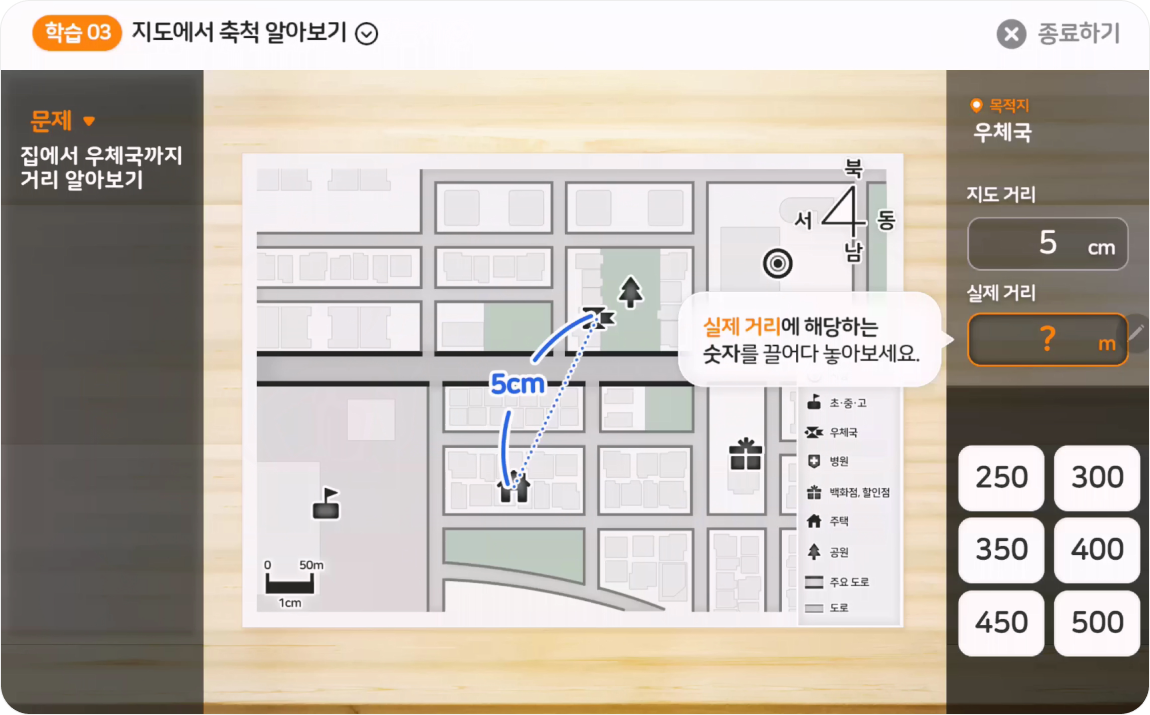 학습 03 지도에서 축척 알아보기
종료하기
문제
집에서 우체국까지
거리 알아보기
북
서 동
남
5cm
0 50m
1cm
초·중·고
우체국
병원
백화점, 할인점
주택
공원
주요 도로
도로
실제 거리에 해당하는
숫자를 끌어다 놓아보세요.
목적지
우체국
지도 거리
5 cm
실제 거리
? m
250 300
350 400
450 500